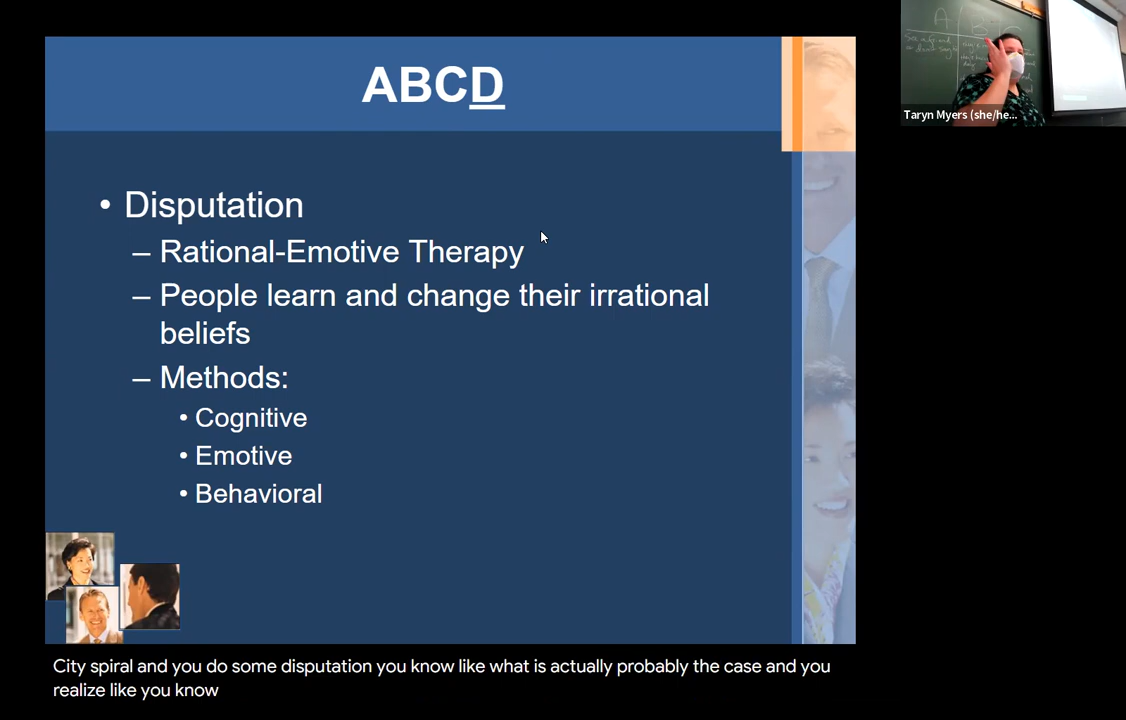 ABCD
• Disputation
– Rational-Emotive Therapy
– People learn and change their irrational
beliefs
– Methods:
• Cognitive
• Emotive
• Behavioral
A B C
Taryn Myers (she/he...
City spiral and you do some disputation you know like what is actually probably the case and you
realize like you know